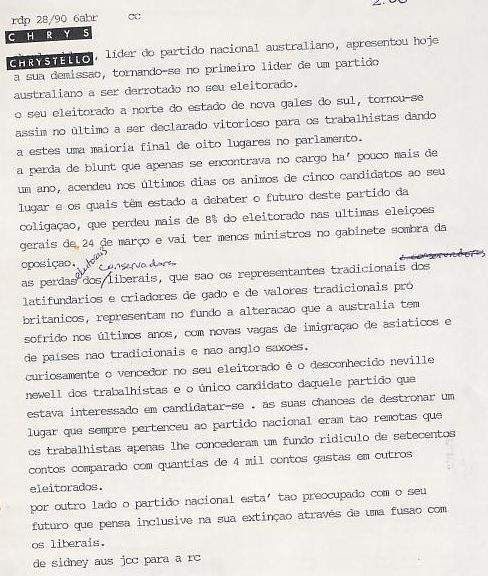 rdp 28/90 6abr cc
CHRYS
CHRYSTELLO, lider do partido nacional australiano, apresentou hoje
a sua demissao, tornando-se no primeiro lider de um partido
australiano a ser derrotado no seu eleitorado.
o seu eleitorado a norte do estado de nova gales do sul, tornou-se
assim no último a ser declarado vitorioso para os trabalhistas dando
a estes uma maioria final de oito lugares no parlamento.
a perda de blunt que apenas se encontrava no cargo ha' pouco mais de
um ano, acendeu nos últimos dias os animos de cinco candidatos ao seu
lugar e os quais têm estado a debater o futuro deste partido da
coligaçao, que perdeu mais de 8% do eleitorado nas ultimas eleiçoes
gerais de 24 de março e vai ter menos ministros no gabinete sombra da
oposiçao.
eleitorais conservadores
as perdas dos/liberais, que sao os representantes tradicionais dos
latifundarios e criadores de gado e de valores tradicionais pró
britanicos, representam no fundo a alteracao que a australia tem
sofrido nos últimos anos, com novas vagas de imigraçao de asiaticos e
de países nao tradicionais e nao anglo saxoes.
curiosamente o vencedor no seu eleitorado é o desconhecido neville
newell dos trabalhistas e o único candidato daquele partido que
estava interessado em candidatar-se . as suas chances de destronar um
lugar que sempre pertenceu ao partido nacional eram tao remotas que
os trabalhistas apenas lhe concederam um fundo ridiculo de setecentos
contos comparado com quantias de 4 mil contos gastas em outros
eleitorados.
por outro lado o partido nacional esta' tao preocupado com o seu
futuro que pensa inclusive na sua extinçao através de uma fusao com
os liberais.
de sidney aus jcc para a rc